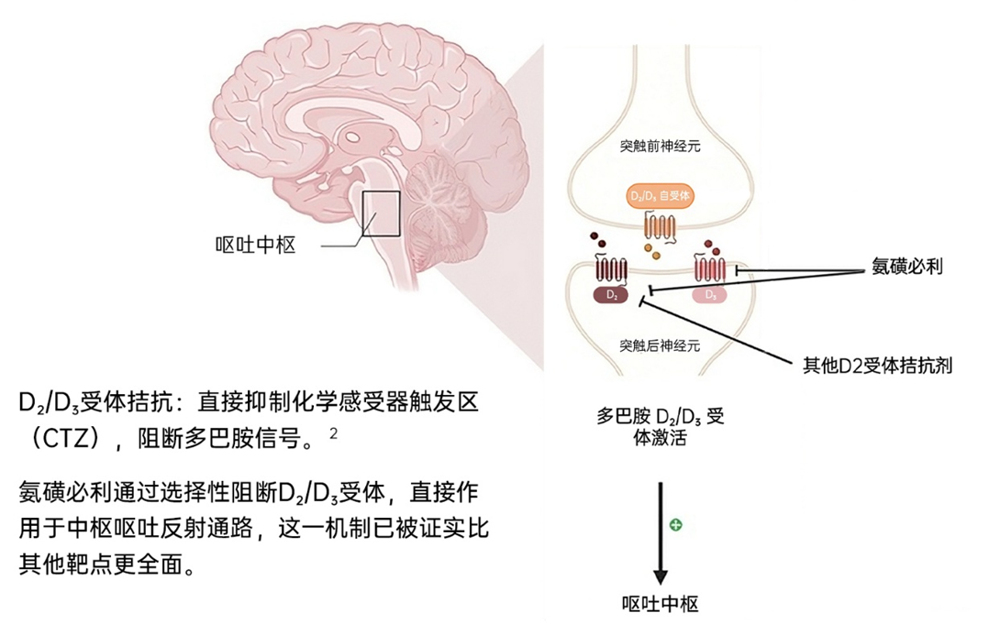 突触前神经元
D₂/D₃ 自受体
呕吐中枢
氨磺必利
D₂
D₃
突触后神经元
其他D2受体拮抗剂
D₂/D₃受体拮抗：直接抑制化学感受器触发区
（CTZ），阻断多巴胺信号。²
氨磺必利通过选择性阻断D₂/D₃受体，直接作
用于中枢呕吐反射通路，这一机制已被证实比
其他靶点更全面。
多巴胺 D₂/D₃ 受
体激活
呕吐中枢